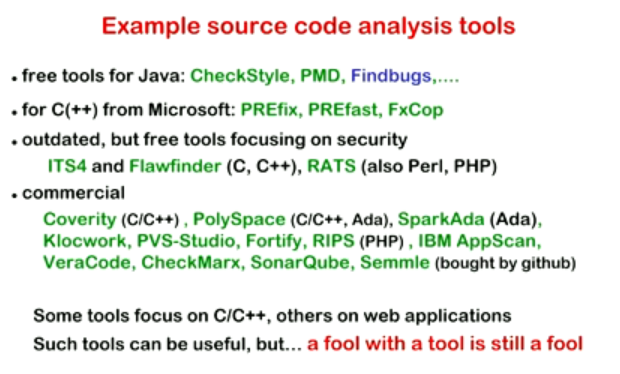 Example source code analysis tools
• free tools for Java: CheckStyle, PMD, Findbugs,....
• for C(++) from Microsoft: PREfix, PREfast, FxCop
• outdated, but free tools focusing on security
ITS4 and Flawfinder (C, C++), RATS (also Perl, PHP)
• commercial
Coverity (C/C++) , PolySpace (C/C++, Ada), SparkAda (Ada),
Klocwork, PVS-Studio, Fortify, RIPS (PHP) , IBM AppScan,
VeraCode, CheckMarx, SonarQube, Semmle (bought by github)
Some tools focus on C/C++, others on web applications
Such tools can be useful, but... a fool with a tool is still a fool